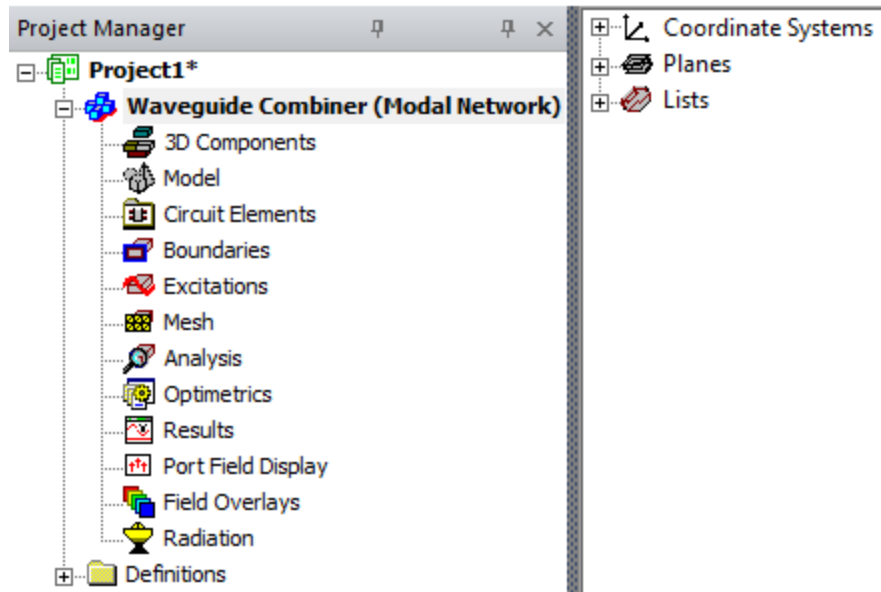 Project Manager
Project1*
Waveguide Combiner (Modal Network)
3D Components
Model
Circuit Elements
Boundaries
Excitations
Mesh
Analysis
Optimetrics
Results
Port Field Display
Field Overlays
Radiation
Definitions
Coordinate Systems
Planes
Lists